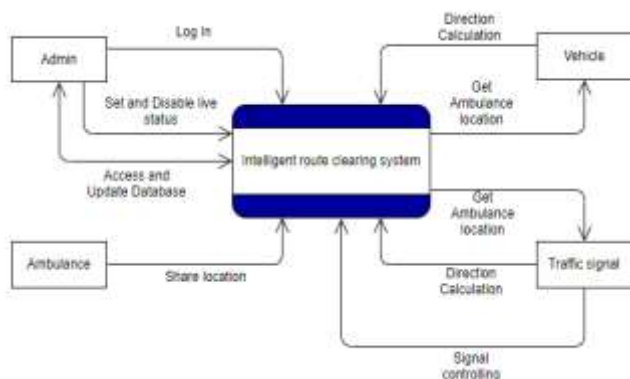 Log In
Admin
Set and Disable live
status
Access and
Update Database
Ambulance
Share location
Intelligent route clearing system
Direction
Calculation
Vehicle
Get
Ambulance
location
Get
Ambulance
location
Traffic signal
Direction
Calculation
Signal
controlling